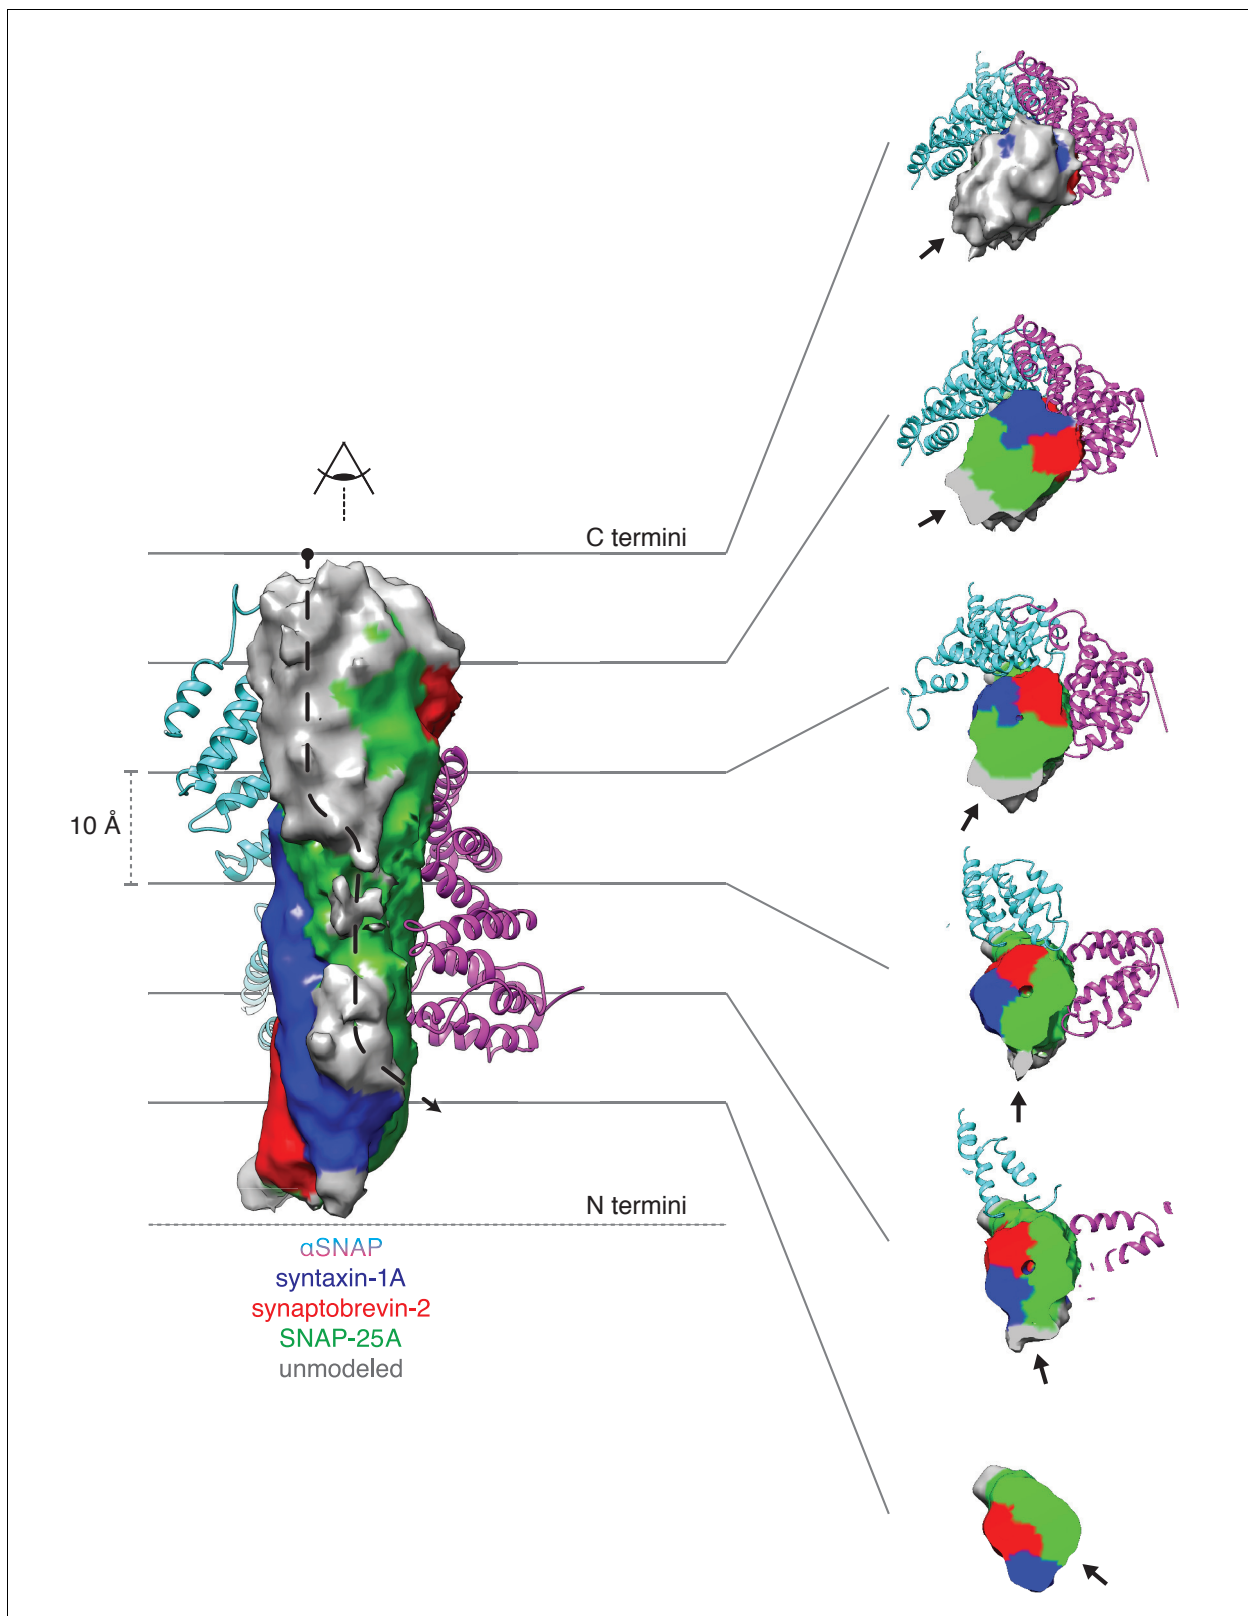 C termini
10 Å
N termini
αSNAP
syntaxin-1A
synaptobrevin-2
SNAP-25A
unmodeled